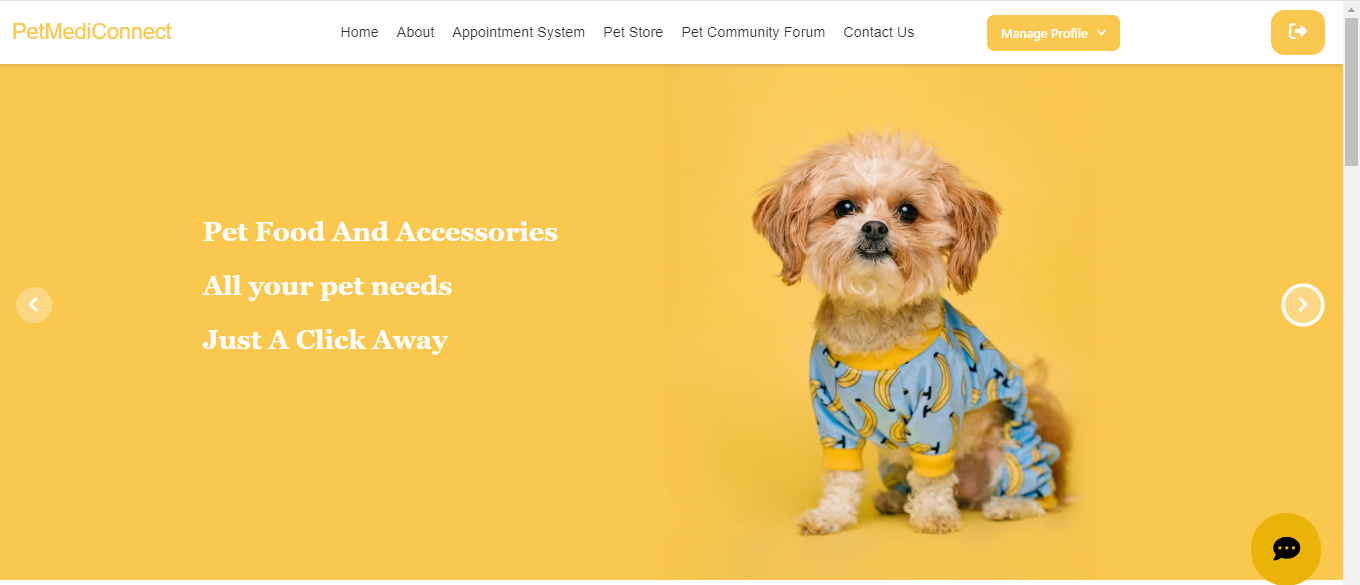 PetMediConnect
Home About Appointment System Pet Store Pet Community Forum Contact Us Manage Profile
Pet Food And Accessories
All your pet needs
Just A Click Away